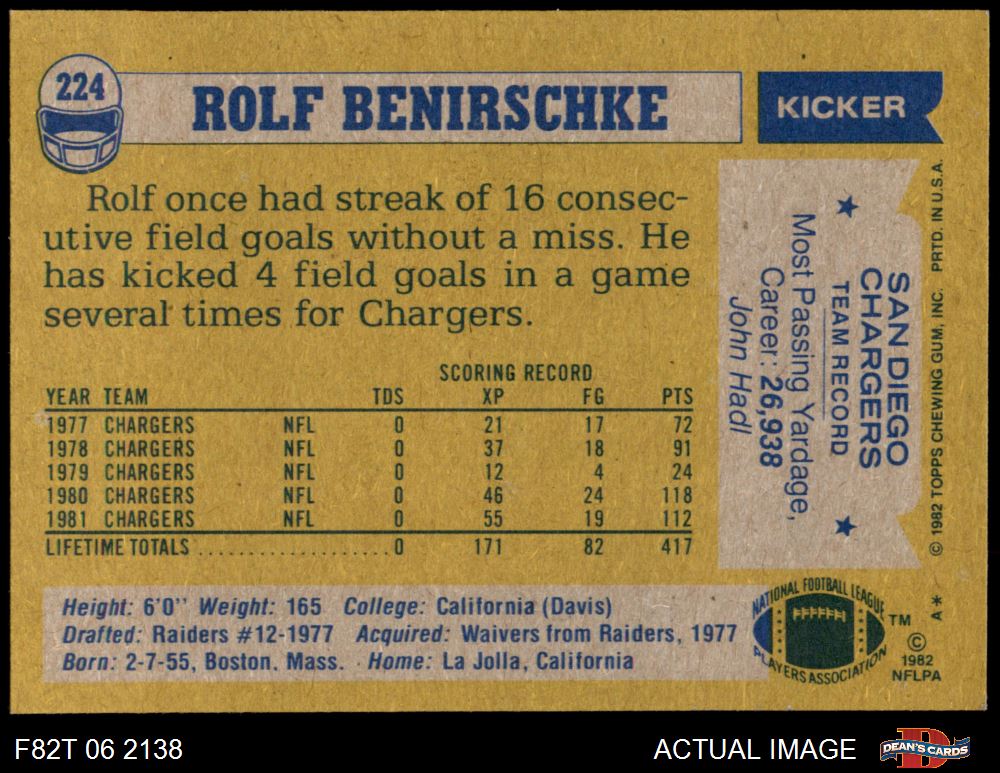 224
ROLF BENIRSCHKE
KICKER
Rolf once had streak of 16 consec-
utive field goals without a miss. He
has kicked 4 field goals in a game
several times for Chargers.
SCORING RECORD
YEAR TEAM TDS XP FG PTS
1977 CHARGERS NFL 0 21 17 72
1978 CHARGERS NFL 0 37 18 91
1979 CHARGERS NFL 0 12 4 24
1980 CHARGERS NFL 0 46 24 118
1981 CHARGERS NFL 0 55 19 112
LIFETIME TOTALS ..................0 171 82 417
SAN DIEGO
CHARGERS
TEAM RECORD
★ Most Passing Yardage, ★
Career: 26,938
John Hadl
© 1982 TOPPS CHEWING GUM, INC. PRTD. IN U.S.A.
Height: 6'0" Weight: 165 College: California (Davis)
Drafted: Raiders #12-1977 Acquired: Waivers from Raiders, 1977
Born: 2-7-55, Boston, Mass. Home: La Jolla, California
NATIONAL FOOTBALL LEAGUE
PLAYERS ASSOCIATION
TM
A*
©
1982
NFLPA
F82T 06 2138
ACTUAL IMAGE
D
DEAN'S CARDS